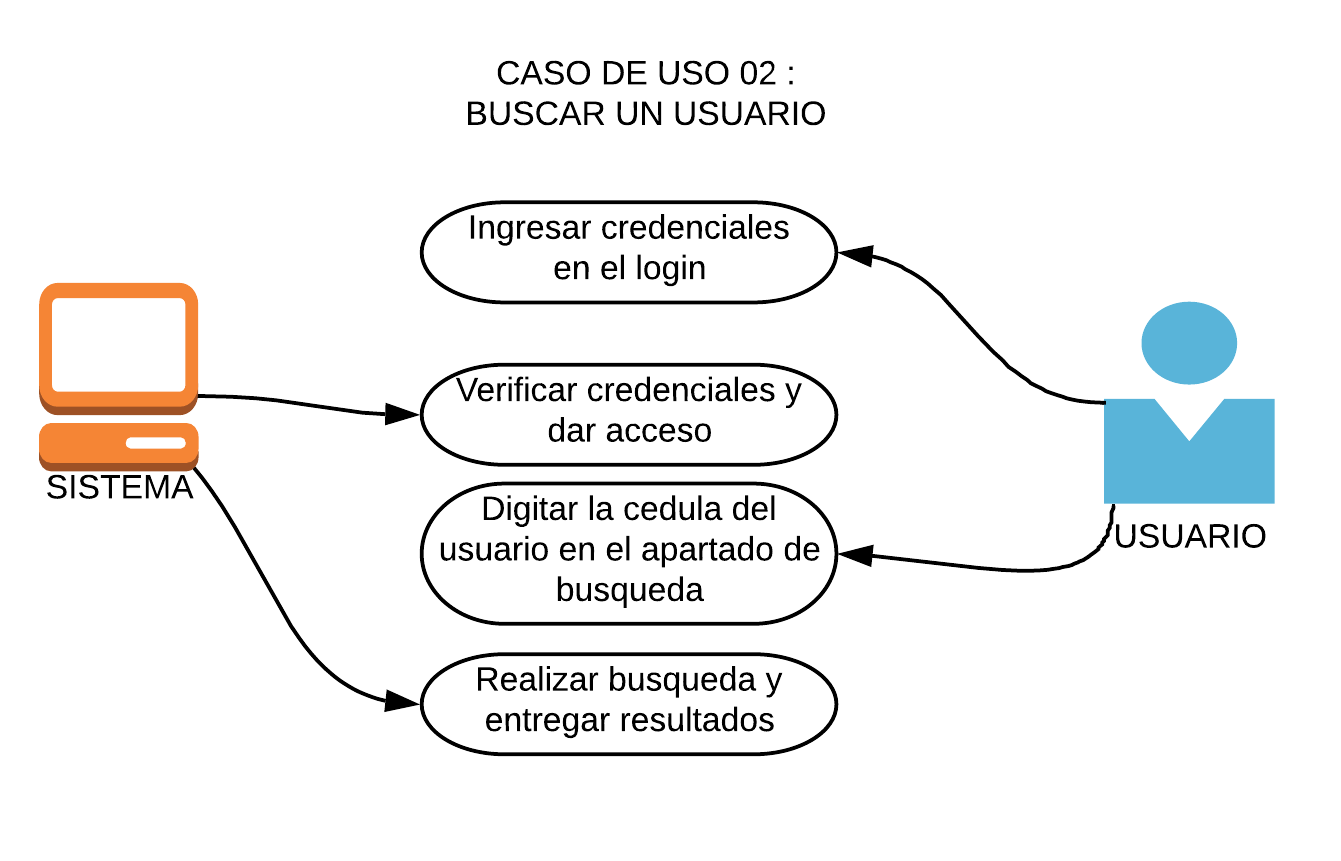 CASO DE USO 02 :
BUSCAR UN USUARIO
Ingresar credenciales
en el login
Verificar credenciales y
dar acceso
SISTEMA
Digitar la cedula del
usuario en el apartado de
busqueda
USUARIO
Realizar busqueda y
entregar resultados